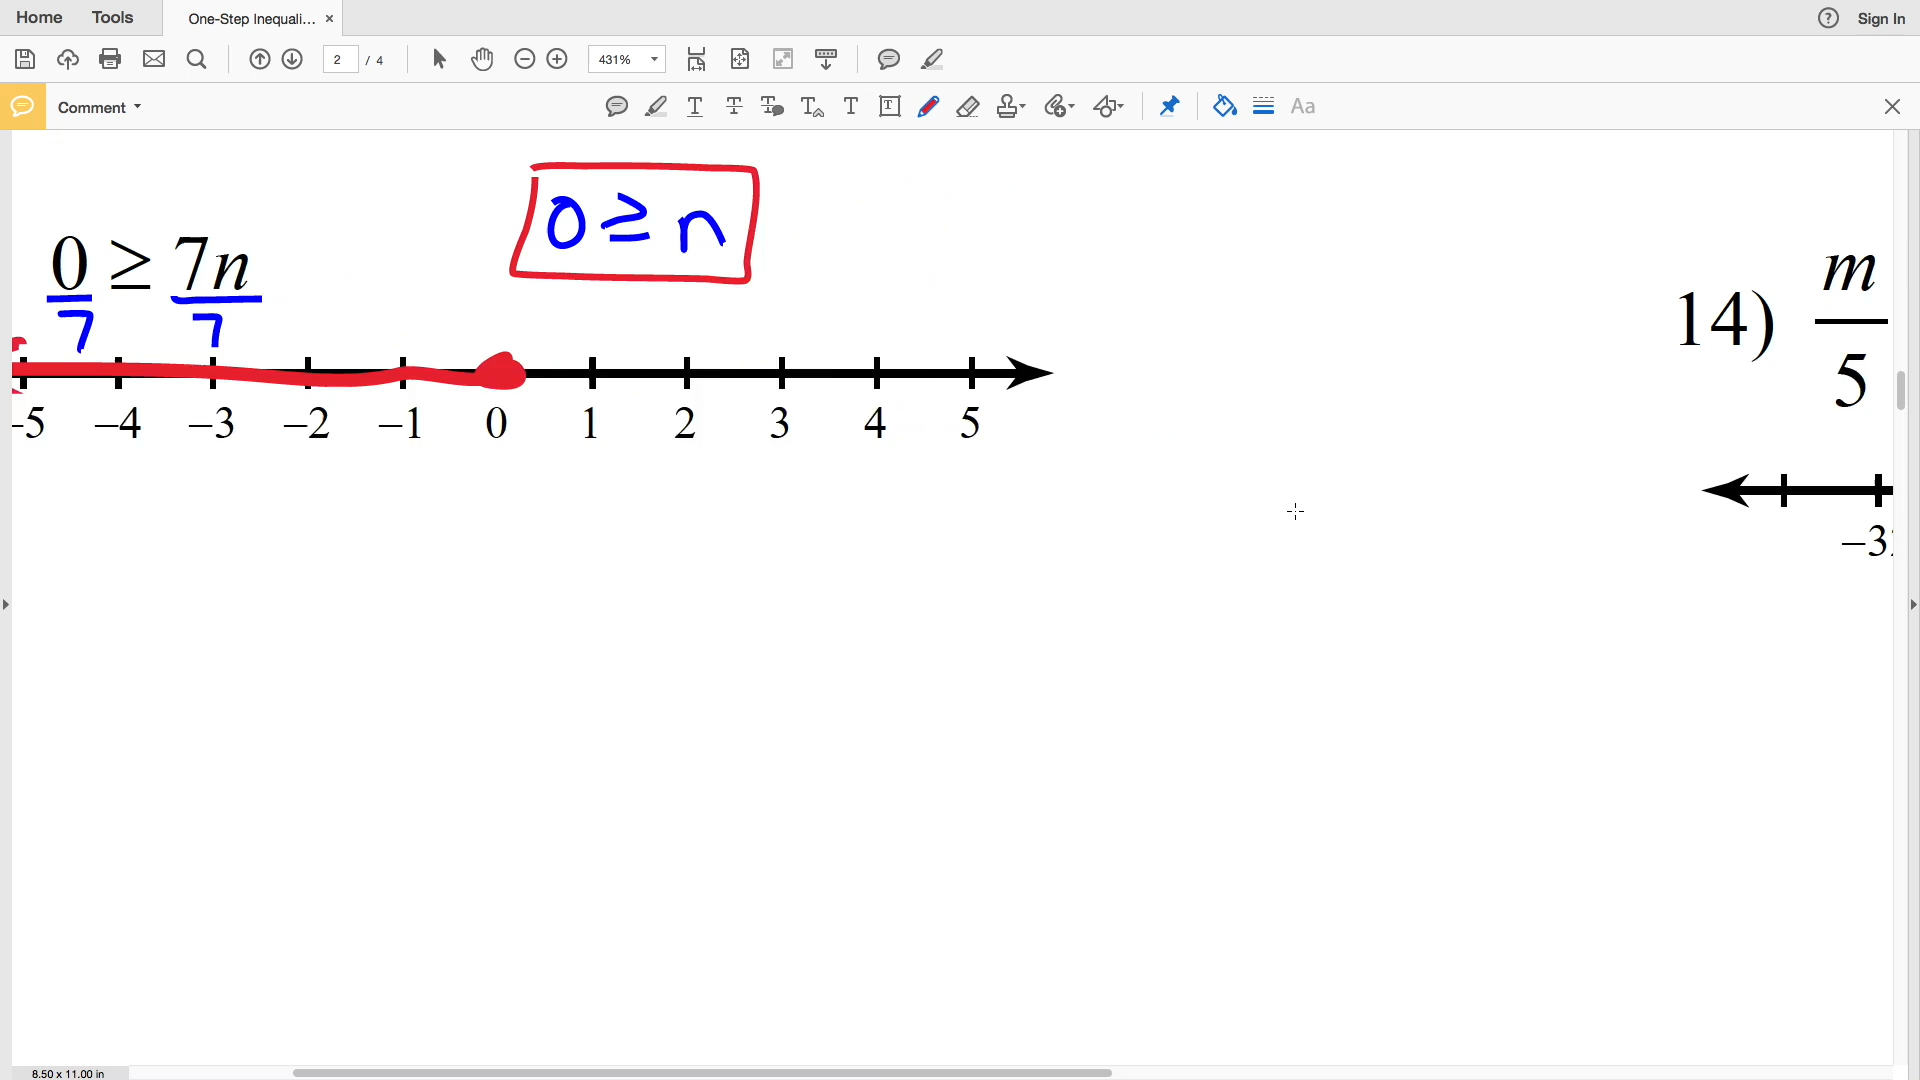 Home Tools One-Step Inequali... × ? Sign In
2 / 4 431%
Comment Aa
0 ≥ n
0 ≥ 7n
7 7
14) m
5
-5 –4 –3 –2 –1 0 1 2 3 4 5
8.50 x 11.00 in